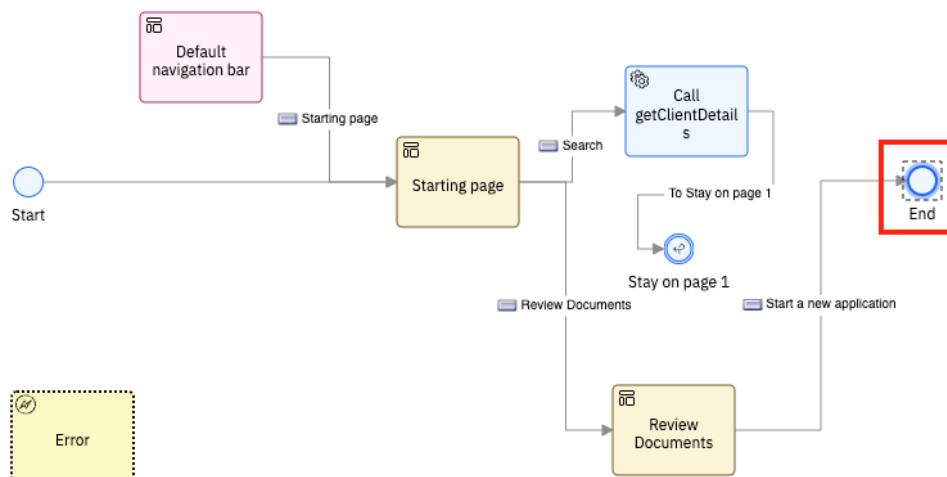 Default
navigation bar
Starting page
Call
getClientDetail
s
Search
Starting page
Start
To Stay on page 1
End
Stay on page 1
Review Documents
Start a new application
Error
Review
Documents